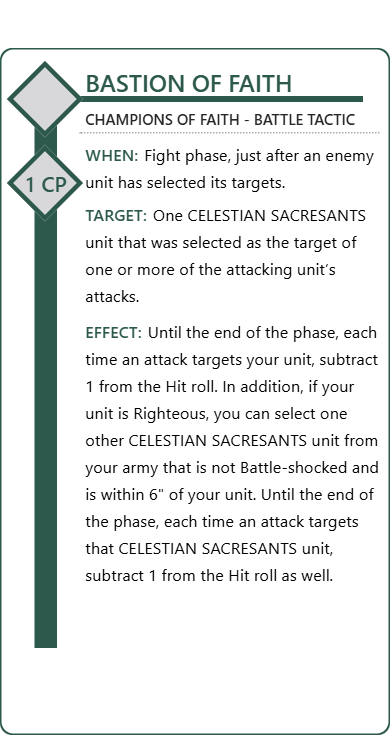 BASTION OF FAITH
CHAMPIONS OF FAITH - BATTLE TACTIC
WHEN: Fight phase, just after an enemy
1 CP
unit has selected its targets.
TARGET: One CELESTIAN SACRESANTS
unit that was selected as the target of
one or more of the attacking unit’s
attacks.
EFFECT: Until the end of the phase, each
time an attack targets your unit, subtract
1 from the Hit roll. In addition, if your
unit is Righteous, you can select one
other CELESTIAN SACRESANTS unit from
your army that is not Battle-shocked and
is within 6" of your unit. Until the end of
the phase, each time an attack targets
that CELESTIAN SACRESANTS unit,
subtract 1 from the Hit roll as well.